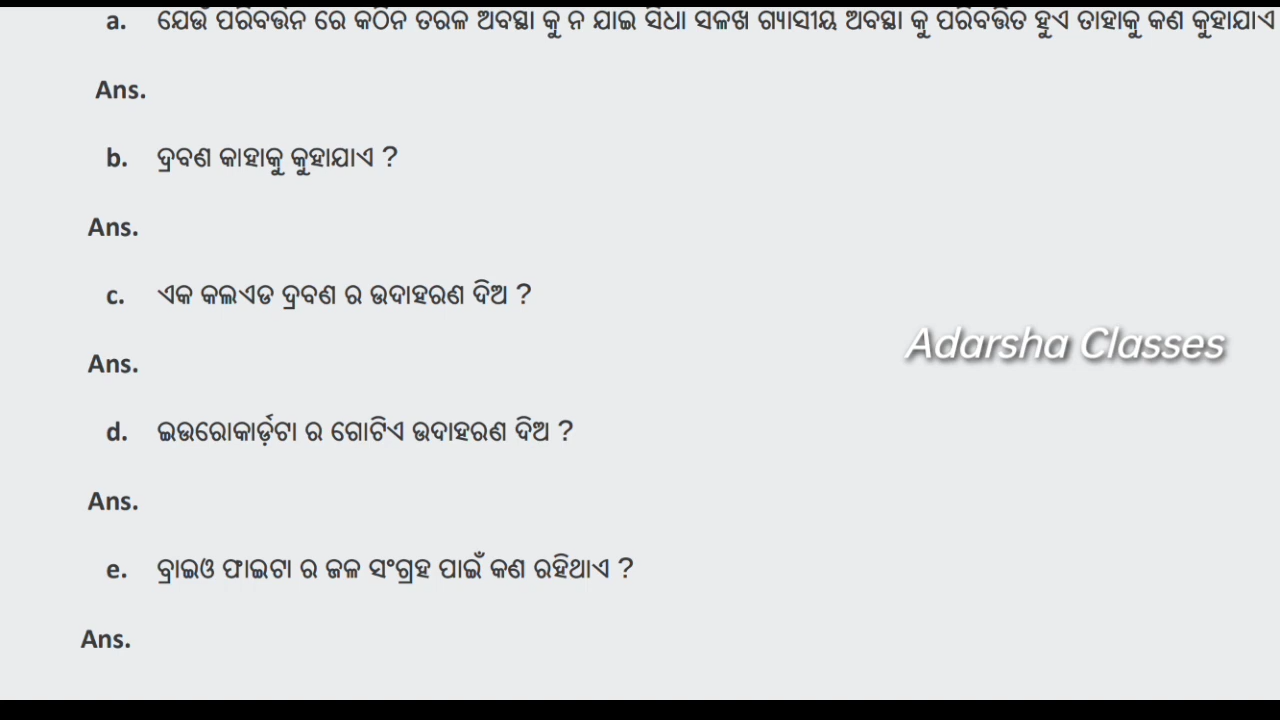 a. ଯେଉଁ ପରିବର୍ତ୍ତନ ରେ କଠିନ ତରଳ ଅବସ୍ଥା କୁ ନ ଯାଇ ସିଧା ସଳଖ ଗ୍ୟାସୀୟ ଅବସ୍ଥା କୁ ପରିବର୍ତ୍ତିତ ହୁଏ ତାହାକୁ କଣ କୁହାଯାଏ
Ans.
b. ଦ୍ରବଣ କାହାକୁ କୁହାଯାଏ ?
Ans.
c. ଏକ କଲଏଡ ଦ୍ରବଣ ର ଉଦାହରଣ ଦିଅ ?
Adarsha Classes
Ans.
d. ଇଉରୋକାର୍ଡ଼ଟା ର ଗୋଟିଏ ଉଦାହରଣ ଦିଅ ?
Ans.
e. ବ୍ରାଇଓ ଫାଇଟା ର ଜଳ ସଂଗ୍ରହ ପାଇଁ କଣ ରହିଥାଏ ?
Ans.